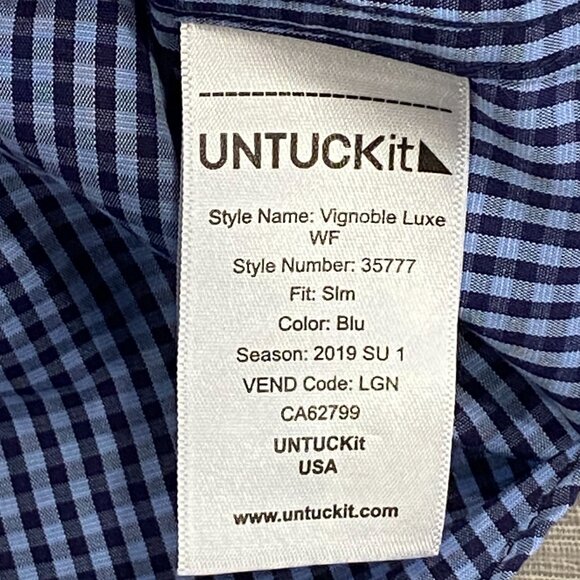 UNTUCKit
Style Name: Vignoble Luxe
WF
Style Number: 35777
Fit: Slm
Color: Blu
Season: 2019 SU 1
VEND Code: LGN
CA62799
UNTUCKit
USA
www.untuckit.com